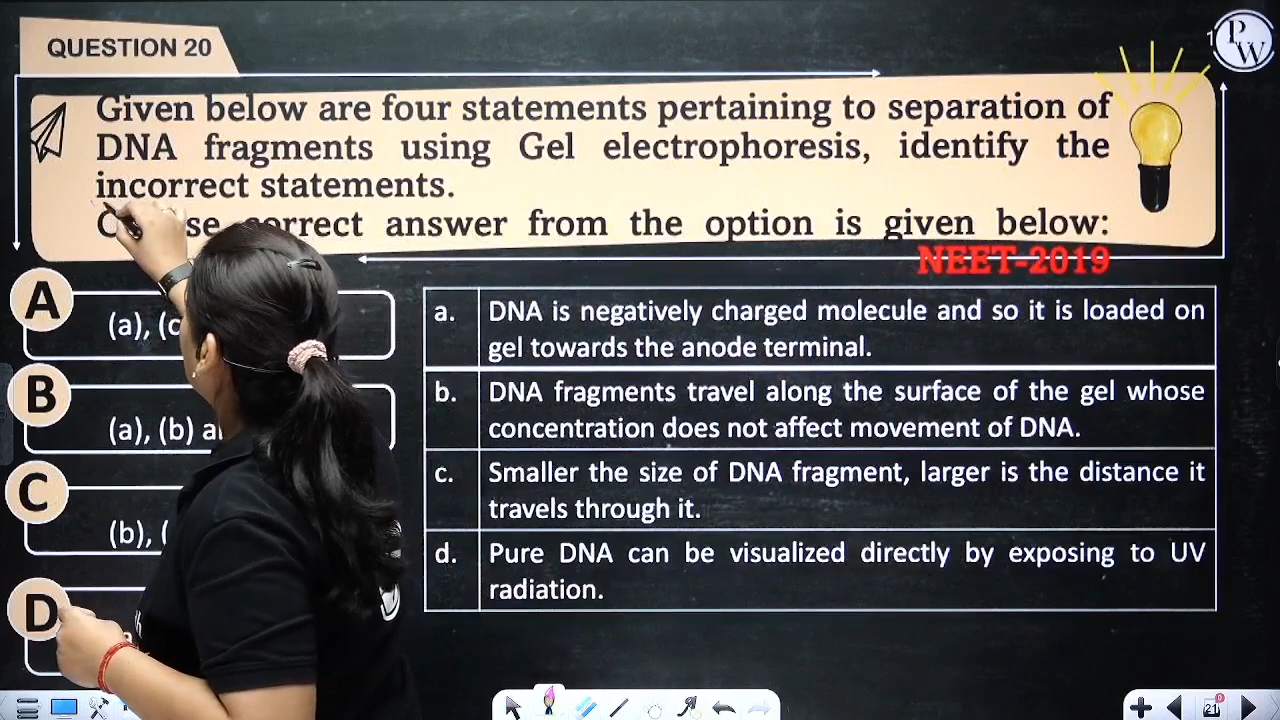 QUESTION 20
PW
Given below are four statements pertaining to separation of
DNA fragments using Gel electrophoresis, identify the
incorrect statements.
correct answer from the option is given below:
NEET-2019
A
(a), (c
B
(a), (b)
C
(b), (
D
a. DNA is negatively charged molecule and so it is loaded on
gel towards the anode terminal.
b. DNA fragments travel along the surface of the gel whose
concentration does not affect movement of DNA.
c. Smaller the size of DNA fragment, larger is the distance it
travels through it.
d. Pure DNA can be visualized directly by exposing to UV
radiation.
21